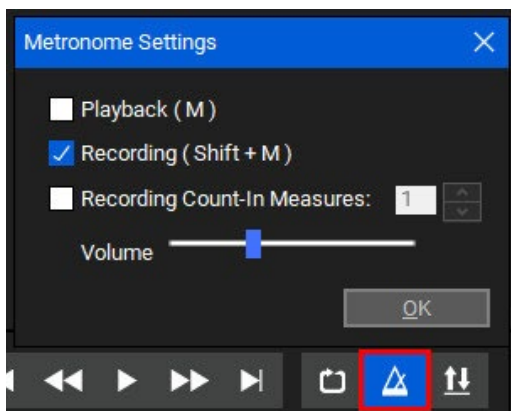 Metronome Settings
Playback ( M )
Recording ( Shift + M )
Recording Count-In Measures: 1
Volume
OK